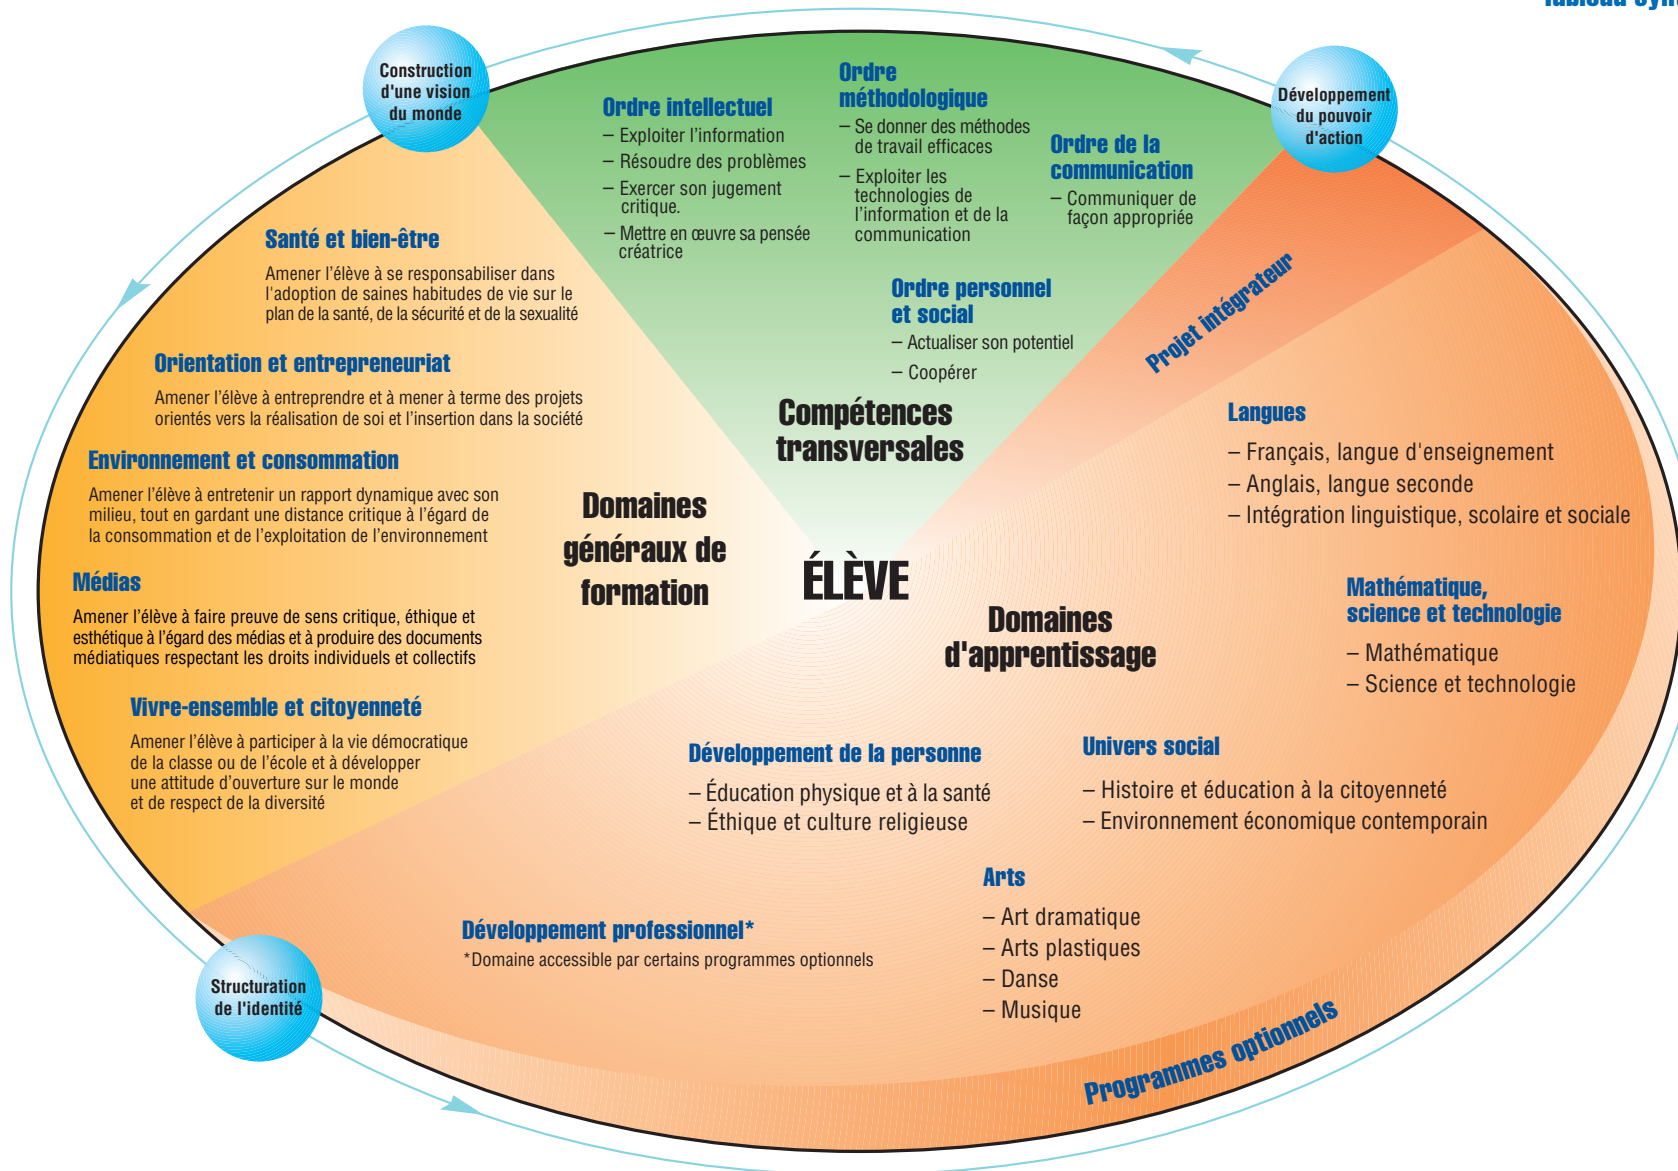 Construction
d'une vision
du monde
Développement
du pouvoir
d'action
Ordre intellectuel
– Exploiter l'information
– Résoudre des problèmes
– Exercer son jugement
critique.
– Mettre en œuvre sa pensée
créatrice
Ordre
méthodologique
– Se donner des méthodes
de travail efficaces
– Exploiter les
technologies de
l'information et de la
communication
Ordre de la
communication
– Communiquer de
façon appropriée
Ordre personnel
et social
– Actualiser son potentiel
– Coopérer
Compétences
transversales
Santé et bien-être
Amener l'élève à se responsabiliser dans
l'adoption de saines habitudes de vie sur le
plan de la santé, de la sécurité et de la sexualité
Orientation et entrepreneuriat
Amener l'élève à entreprendre et à mener à terme des projets
orientés vers la réalisation de soi et l'insertion dans la société
Environnement et consommation
Amener l'élève à entretenir un rapport dynamique avec son
milieu, tout en gardant une distance critique à l'égard de
la consommation et de l'exploitation de l'environnement
Médias
Amener l'élève à faire preuve de sens critique, éthique et
esthétique à l'égard des médias et à produire des documents
médiatiques respectant les droits individuels et collectifs
Vivre-ensemble et citoyenneté
Amener l'élève à participer à la vie démocratique
de la classe ou de l'école et à développer
une attitude d'ouverture sur le monde
et de respect de la diversité
Domaines
généraux de
formation
ÉLÈVE
Projet intégrateur
Domaines
d'apprentissage
Langues
– Français, langue d'enseignement
– Anglais, langue seconde
– Intégration linguistique, scolaire et sociale
Mathématique,
science et technologie
– Mathématique
– Science et technologie
Développement de la personne
– Éducation physique et à la santé
– Éthique et culture religieuse
Univers social
– Histoire et éducation à la citoyenneté
– Environnement économique contemporain
Arts
– Art dramatique
– Arts plastiques
– Danse
– Musique
Développement professionnel*
*Domaine accessible par certains programmes optionnels
Structuration
de l'identité
Programmes optionnels